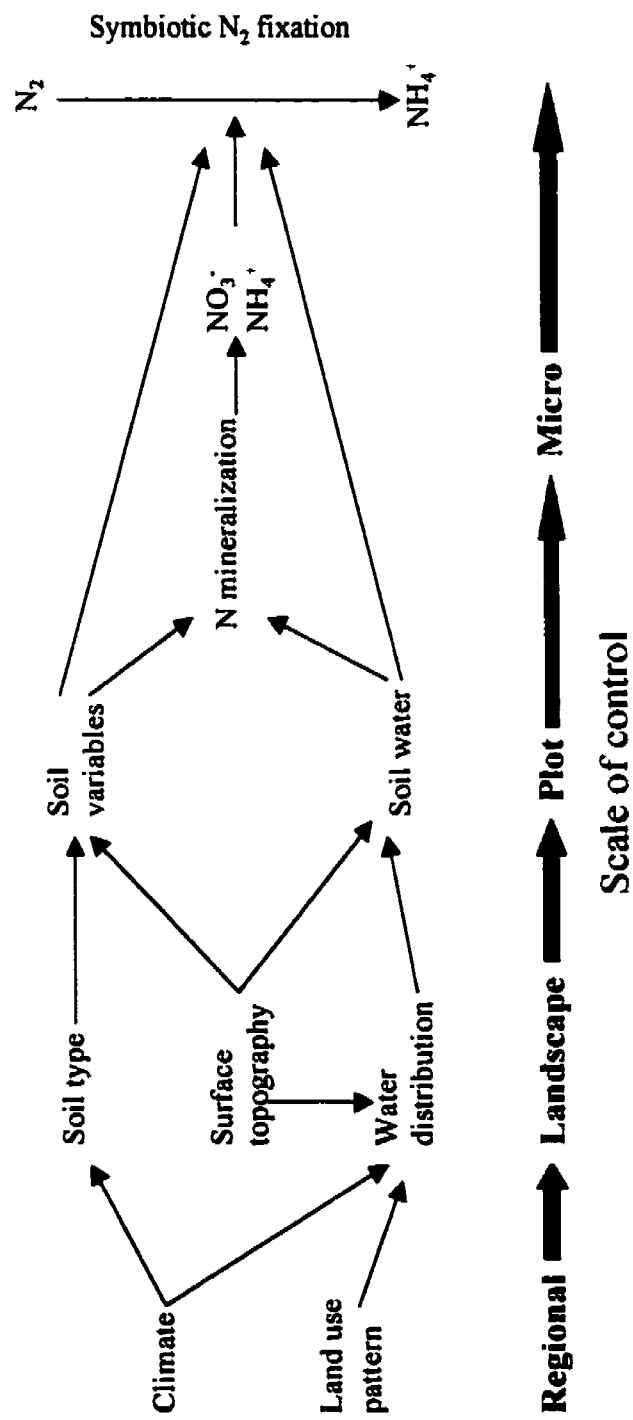 Climate
Land use
pattern
Soil type
Surface
topography
Water
distribution
Soil
variables
Soil water
N mineralization
NO₃⁻
NH₄⁺
N₂
Symbiotic N₂ fixation
NH₄⁺
Regional
Landscape
Plot
Micro
Scale of control